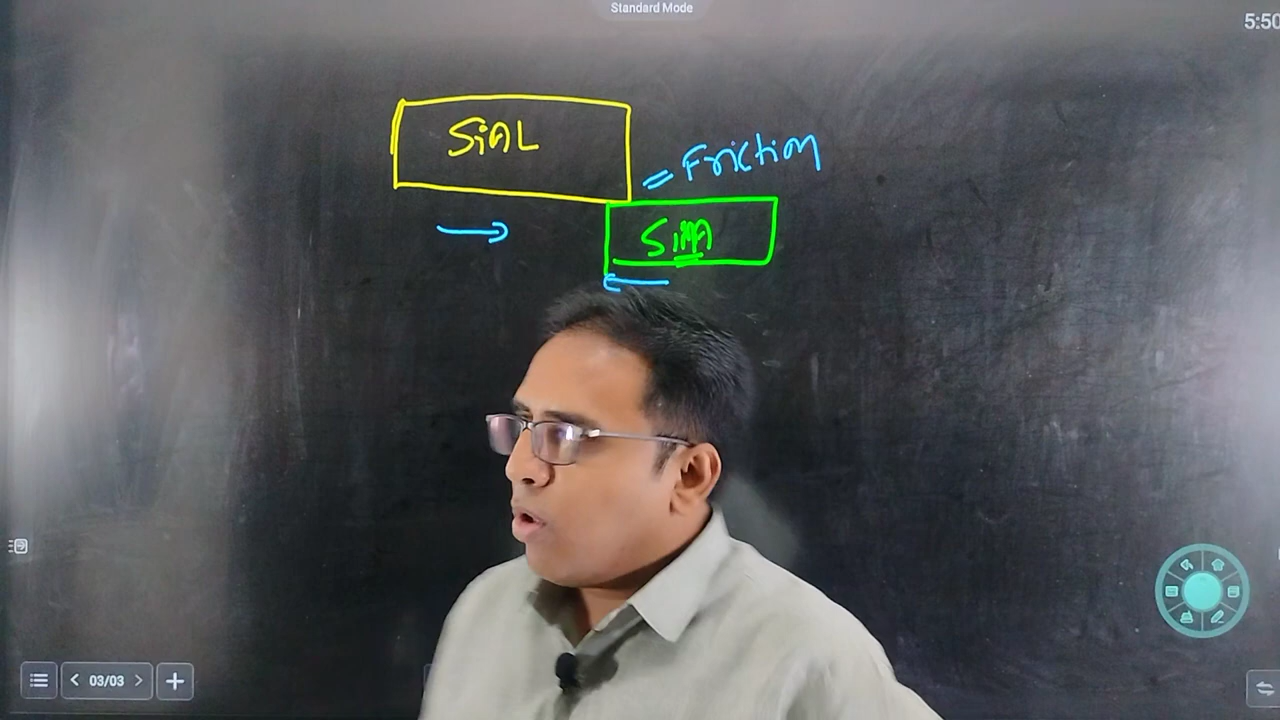 Standard Mode
5:50
SiAL
= Friction
SiMA
03/03